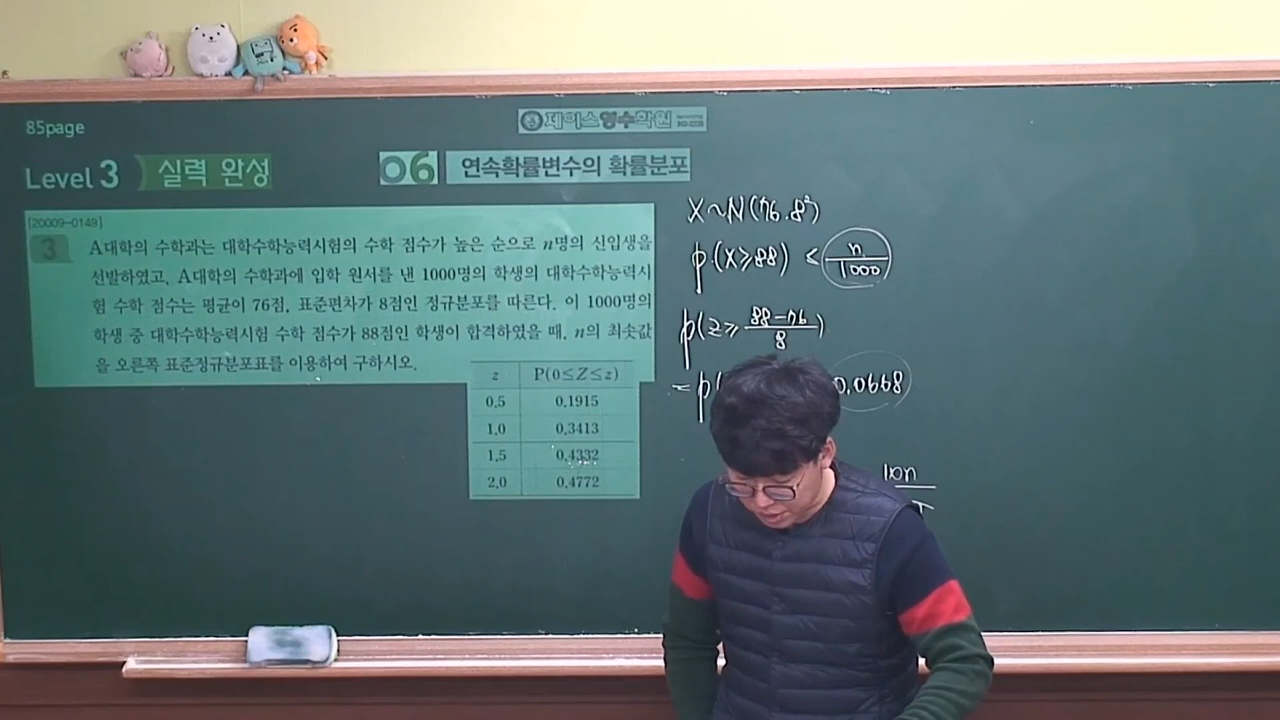 85page
제이스영수학원
Level 3 실력 완성
06 연속확률변수의 확률분포
[20009-0149]
3 A대학의 수학과는 대학수학능력시험의 수학 점수가 높은 순으로 n명의 신입생을
선발하였고, A대학의 수학과에 입학 원서를 낸 1000명의 학생의 대학수학능력시
험 수학 점수는 평균이 76점, 표준편차가 8점인 정규분포를 따른다. 이 1000명의
학생 중 대학수학능력시험 수학 점수가 88점인 학생이 합격하였을 때, n의 최솟값
을 오른쪽 표준정규분포표를 이용하여 구하시오.
z P(0≤Z≤z)
0.5 0.1915
1.0 0.3413
1.5 0.4332
2.0 0.4772
X~N(76.8²)
p(X≥88) < n/1000
p(Z≥ 88-76/8)
= p( 0.0668